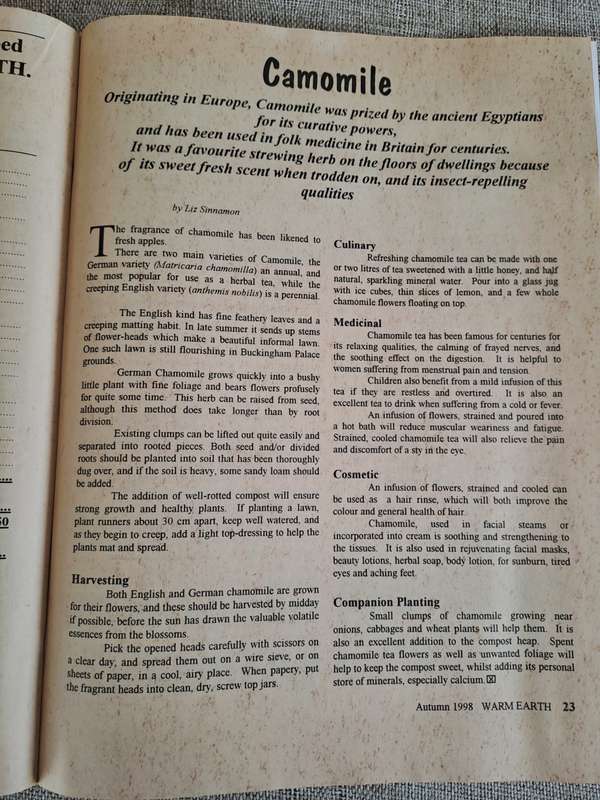 ed
TH.
Camomile
Originating in Europe, Camomile was prized by the ancient Egyptians
for its curative powers,
and has been used in folk medicine in Britain for centuries.
It was a favourite strewing herb on the floors of dwellings because
of its sweet fresh scent when trodden on, and its insect-repelling
qualities
by Liz Sinnamon
The fragrance of chamomile has been likened to
fresh apples.
There are two main varieties of Camomile, the
German variety (Matricaria chamomilla) an annual, and
the most popular for use as a herbal tea, while the
creeping English variety (anthemis nobilis) is a perennial.
The English kind has fine feathery leaves and a
creeping matting habit. In late summer it sends up stems
of flower-heads which make a beautiful informal lawn.
One such lawn is still flourishing in Buckingham Palace
grounds.
German Chamomile grows quickly into a bushy
little plant with fine foliage and bears flowers profusely
for quite some time. This herb can be raised from seed,
although this method does take longer than by root
division.
Existing clumps can be lifted out quite easily and
separated into rooted pieces. Both seed and/or divided
roots should be planted into soil that has been thoroughly
dug over, and if the soil is heavy, some sandy loam should
be added.
The addition of well-rotted compost will ensure
strong growth and healthy plants. If planting a lawn,
plant runners about 30 cm apart, keep well watered, and
as they begin to creep, add a light top-dressing to help the
plants mat and spread.
Harvesting
Both English and German chamomile are grown
for their flowers, and these should be harvested by midday
if possible, before the sun has drawn the valuable volatile
essences from the blossoms.
Pick the opened heads carefully with scissors on
a clear day, and spread them out on a wire sieve, or on
sheets of paper, in a cool, airy place. When papery, put
the fragrant heads into clean, dry, screw top jars.
Culinary
Refreshing chamomile tea can be made with one
or two litres of tea sweetened with a little honey, and half
natural, sparkling mineral water. Pour into a glass jug
with ice cubes, thin slices of lemon, and a few whole
chamomile flowers floating on top.
Medicinal
Chamomile tea has been famous for centuries for
its relaxing qualities, the calming of frayed nerves, and
the soothing effect on the digestion. It is helpful to
women suffering from menstrual pain and tension.
Children also benefit from a mild infusion of this
tea if they are restless and overtired. It is also an
excellent tea to drink when suffering from a cold or fever.
An infusion of flowers, strained and poured into
a hot bath will reduce muscular weariness and fatigue.
Strained, cooled chamomile tea will also relieve the pain
and discomfort of a sty in the eye.
Cosmetic
An infusion of flowers, strained and cooled can
be used as a hair rinse, which will both improve the
colour and general health of hair.
Chamomile, used in facial steams or
incorporated into cream is soothing and strengthening to
the tissues. It is also used in rejuvenating facial masks,
beauty lotions, herbal soap, body lotion, for sunburn, tired
eyes and aching feet.
Companion Planting
Small clumps of chamomile growing near
onions, cabbages and wheat plants will help them. It is
also an excellent addition to the compost heap. Spent
chamomile tea flowers as well as unwanted foliage will
help to keep the compost sweet, whilst adding its personal
store of minerals, especially calcium.
Autumn 1998 WARM EARTH 23